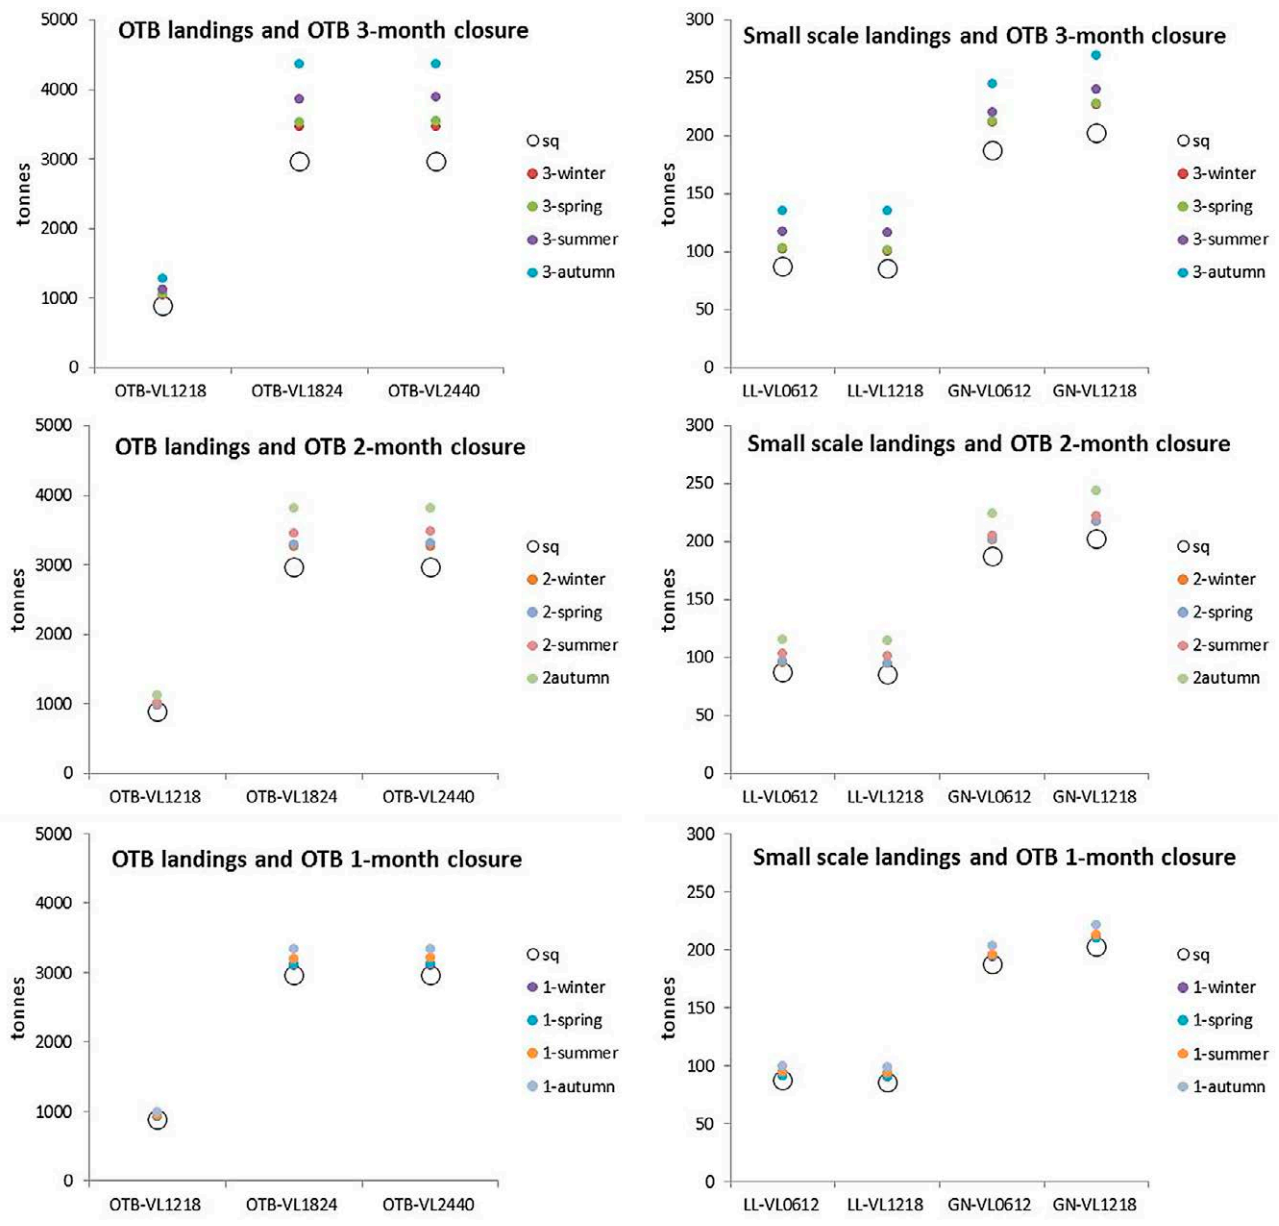 OTB landings and OTB 3-month closure
5000
4000
3000
2000
1000
0
tonnes
OTB-VL1218 OTB-VL1824 OTB-VL2440
sq
3-winter
3-spring
3-summer
3-autumn
Small scale landings and OTB 3-month closure
300
250
200
150
100
50
0
tonnes
LL-VL0612 LL-VL1218 GN-VL0612 GN-VL1218
sq
3-winter
3-spring
3-summer
3-autumn
OTB landings and OTB 2-month closure
5000
4000
3000
2000
1000
0
tonnes
OTB-VL1218 OTB-VL1824 OTB-VL2440
sq
2-winter
2-spring
2-summer
2autumn
Small scale landings and OTB 2-month closure
300
250
200
150
100
50
0
tonnes
LL-VL0612 LL-VL1218 GN-VL0612 GN-VL1218
sq
2-winter
2-spring
2-summer
2autumn
OTB landings and OTB 1-month closure
5000
4000
3000
2000
1000
0
tonnes
OTB-VL1218 OTB-VL1824 OTB-VL2440
sq
1-winter
1-spring
1-summer
1-autumn
Small scale landings and OTB 1-month closure
300
250
200
150
100
50
0
tonnes
LL-VL0612 LL-VL1218 GN-VL0612 GN-VL1218
sq
1-winter
1-spring
1-summer
1-autumn